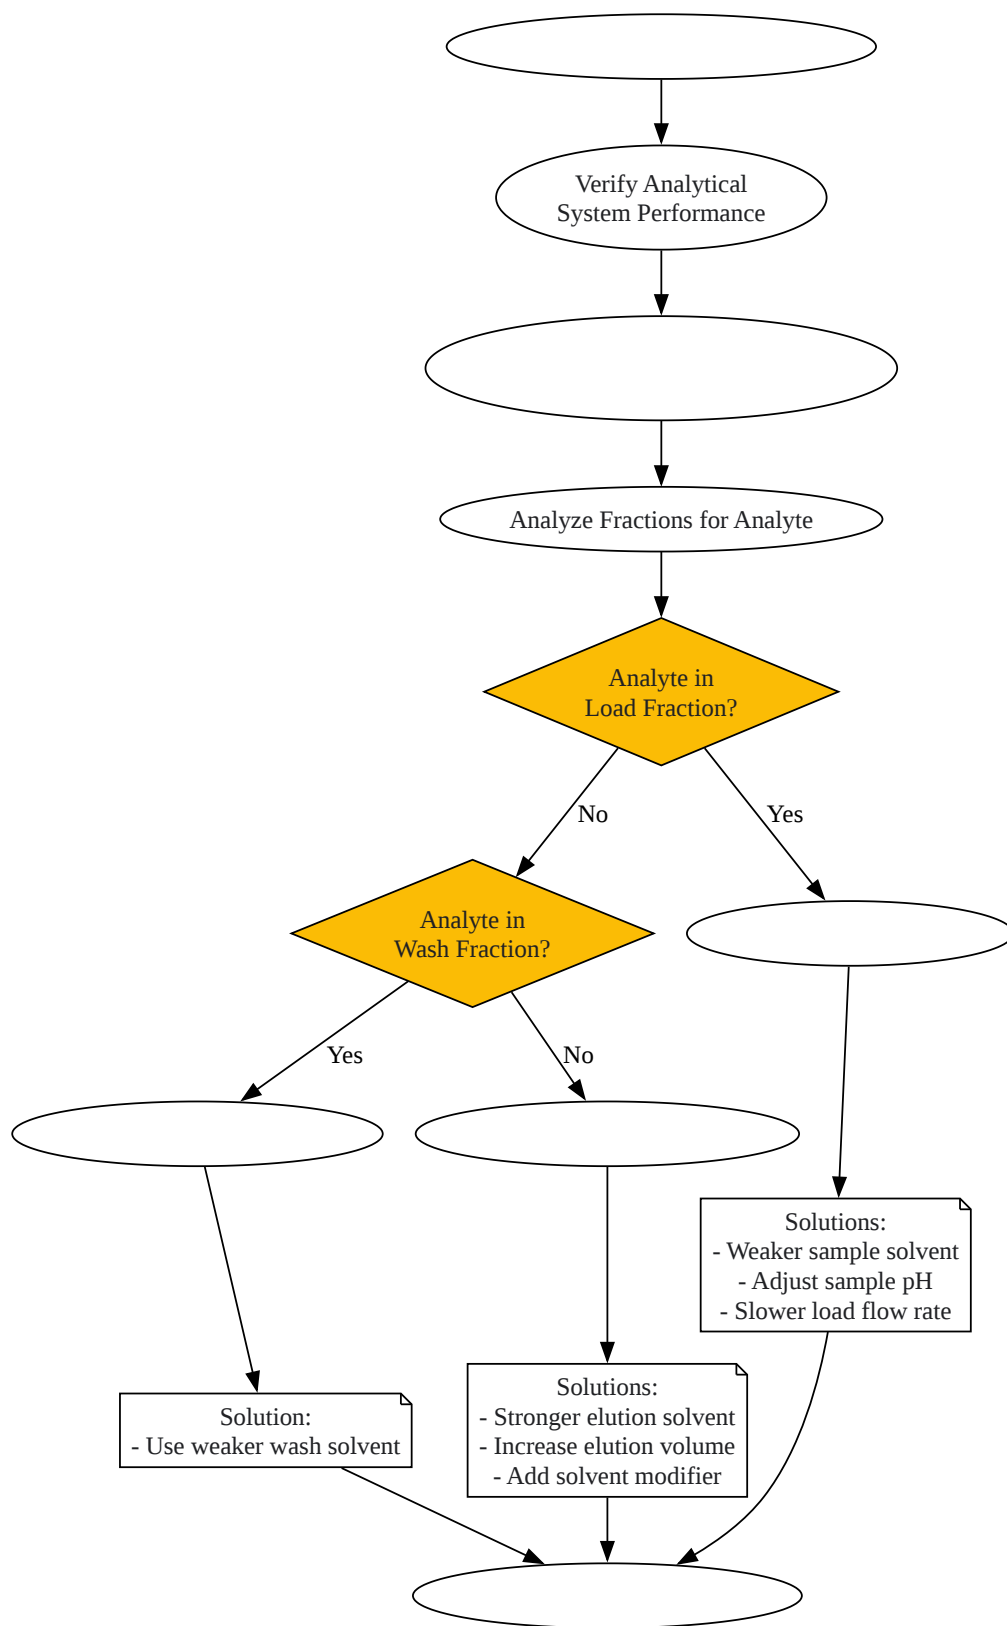 Verify Analytical
System Performance
Analyze Fractions for Analyte
Analyte in
Load Fraction?
No
Yes
Analyte in
Wash Fraction?
Yes
No
Solutions:
- Weaker sample solvent
- Adjust sample pH
- Slower load flow rate
Solutions:
- Stronger elution solvent
- Increase elution volume
- Add solvent modifier
Solution:
- Use weaker wash solvent